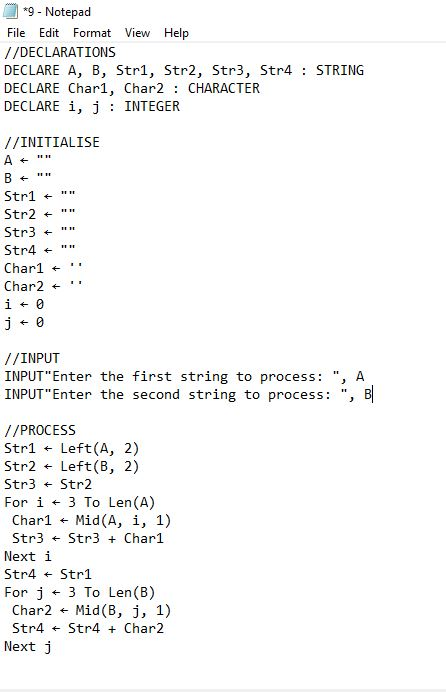 *9 - Notepad
File Edit Format View Help
//DECLARATIONS
DECLARE A, B, Str1, Str2, Str3, Str4 : STRING
DECLARE Char1, Char2 : CHARACTER
DECLARE i, j : INTEGER

//INITIALISE
A ← ""
B ← ""
Str1 ← ""
Str2 ← ""
Str3 ← ""
Str4 ← ""
Char1 ← ''
Char2 ← ''
i ← 0
j ← 0

//INPUT
INPUT"Enter the first string to process: ", A
INPUT"Enter the second string to process: ", B

//PROCESS
Str1 ← Left(A, 2)
Str2 ← Left(B, 2)
Str3 ← Str2
For i ← 3 To Len(A)
 Char1 ← Mid(A, i, 1)
 Str3 ← Str3 + Char1
Next i
Str4 ← Str1
For j ← 3 To Len(B)
 Char2 ← Mid(B, j, 1)
 Str4 ← Str4 + Char2
Next j